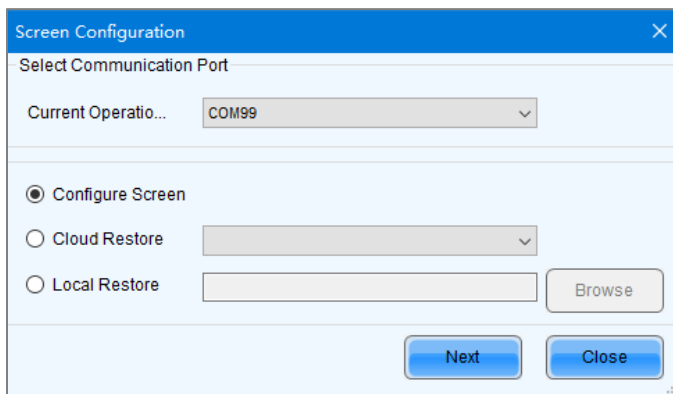 Screen Configuration
Select Communication Port
Current Operatio... COM99
Configure Screen
Cloud Restore
Local Restore Browse
Next Close